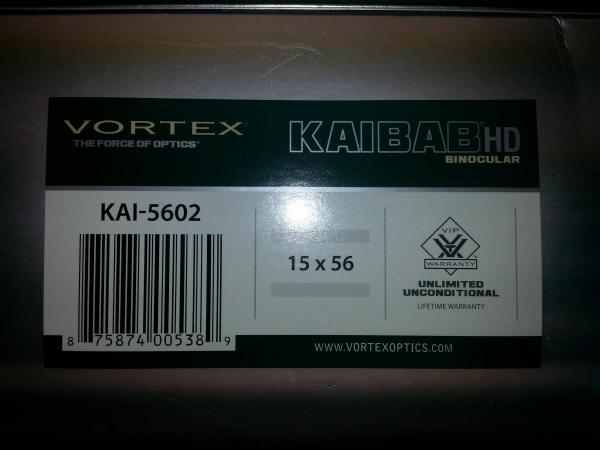 VORTEX
THE FORCE OF OPTICS®
KAIBAB HD
BINOCULAR
KAI-5602
8 75874 00538 9
15 x 56
VIP
WARRANTY
UNLIMITED
UNCONDITIONAL
LIFETIME WARRANTY
WWW.VORTEXOPTICS.COM